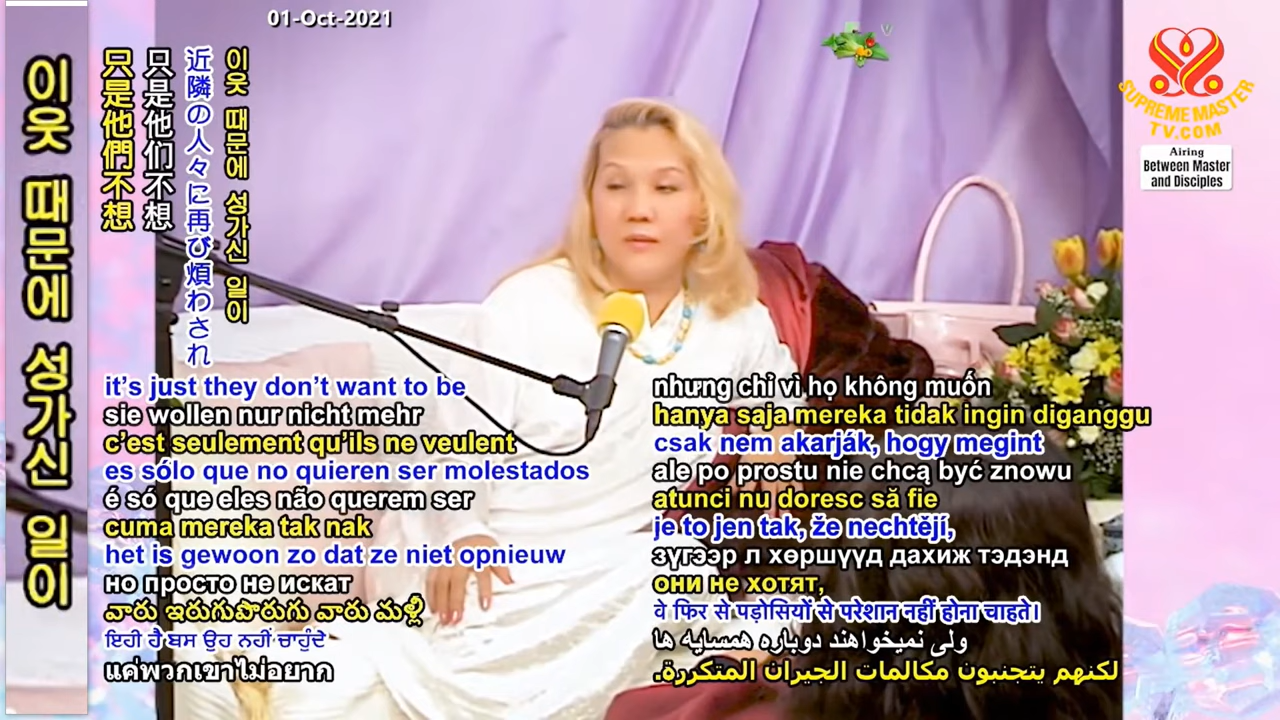 01-Oct-2021
SUPREME MASTER
TV.COM
Airing
Between Master
and Disciples
이웃 때문에 성가신 일이
只是他們不想
只是他们不想
近隣の人々に再び煩わされ
이웃 때문에 성가신 일이
it’s just they don’t want to be
sie wollen nur nicht mehr
c’est seulement qu’ils ne veulent
es sólo que no quieren ser molestados
é só que eles não querem ser
cuma mereka tak nak
het is gewoon zo dat ze niet opnieuw
но просто не искат
వారు ఇరుగుపొరుగు వారు మళ్లీ
ਇਹੀ ਹੈ ਬਸ ਉਹ ਨਹੀਂ ਚਾਹੁੰਦੇ
แค่พวกเขาไม่อยาก
nhưng chỉ vì họ không muốn
hanya saja mereka tidak ingin diganggu
csak nem akarják, hogy megint
ale po prostu nie chcą być znowu
atunci nu doresc să fie
je to jen tak, že nechtějí,
зүгээр л хөршүүд дахиж тэдэнд
они не хотят,
वे फिर से पड़ोसियों से परेशान नहीं होना चाहते।
ولی نمیخواهند دوباره همسایه ها
لكنهم يتجنبون مكالمات الجيران المتكررة.